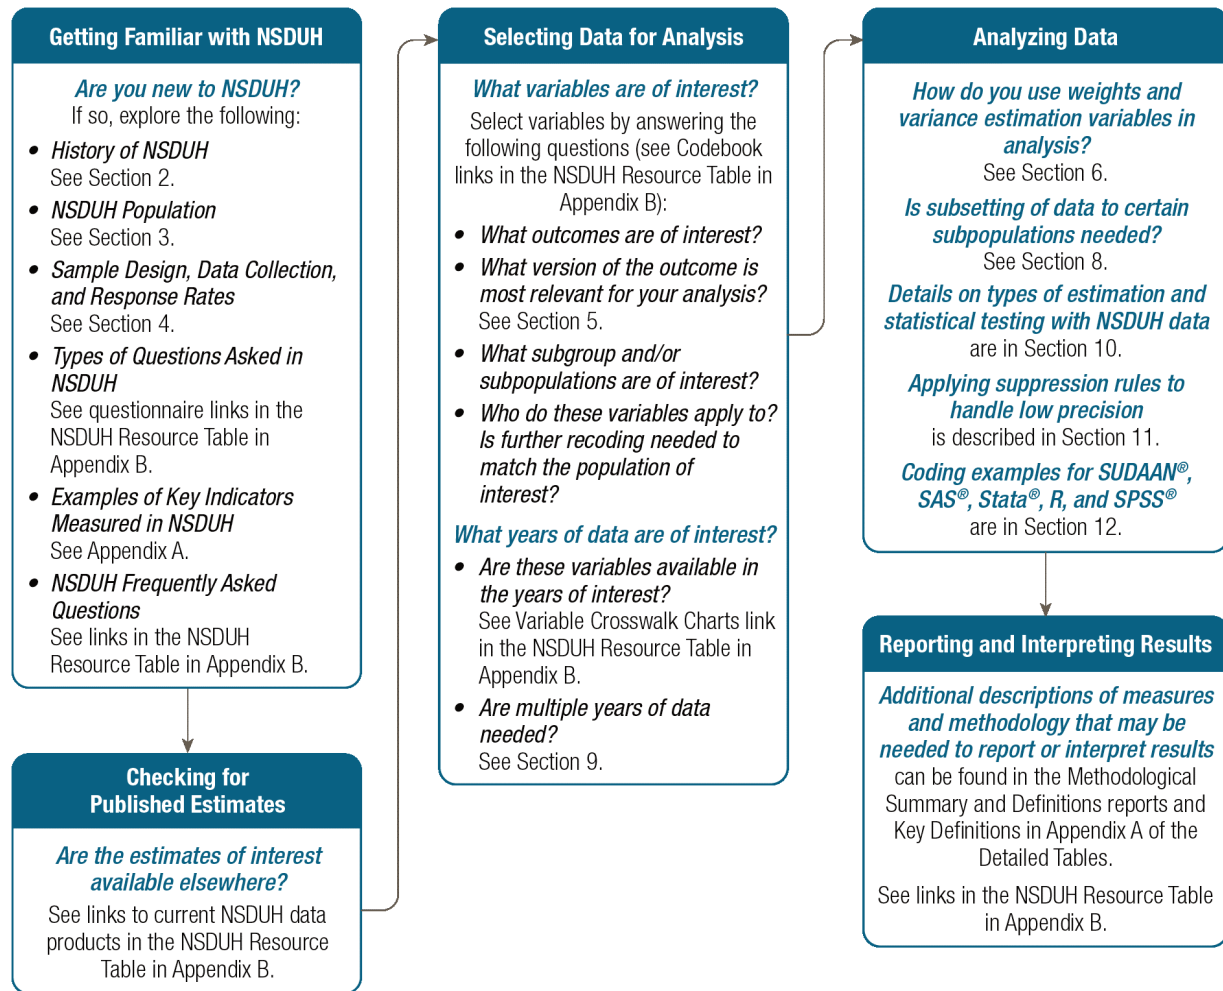 Getting Familiar with NSDUH
Are you new to NSDUH?
If so, explore the following:
• History of NSDUH
See Section 2.
• NSDUH Population
See Section 3.
• Sample Design, Data Collection,
and Response Rates
See Section 4.
• Types of Questions Asked in
NSDUH
See questionnaire links in the
NSDUH Resource Table in
Appendix B.
• Examples of Key Indicators
Measured in NSDUH
See Appendix A.
• NSDUH Frequently Asked
Questions
See links in the NSDUH
Resource Table in Appendix B.
Checking for
Published Estimates
Are the estimates of interest
available elsewhere?
See links to current NSDUH data
products in the NSDUH Resource
Table in Appendix B.
Selecting Data for Analysis
What variables are of interest?
Select variables by answering the
following questions (see Codebook
links in the NSDUH Resource Table in
Appendix B):
• What outcomes are of interest?
• What version of the outcome is
most relevant for your analysis?
See Section 5.
• What subgroup and/or
subpopulations are of interest?
• Who do these variables apply to?
Is further recoding needed to
match the population of
interest?
What years of data are of interest?
• Are these variables available in
the years of interest?
See Variable Crosswalk Charts link
in the NSDUH Resource Table in
Appendix B.
• Are multiple years of data
needed?
See Section 9.
Analyzing Data
How do you use weights and
variance estimation variables in
analysis?
See Section 6.
Is subsetting of data to certain
subpopulations needed?
See Section 8.
Details on types of estimation and
statistical testing with NSDUH data
are in Section 10.
Applying suppression rules to
handle low precision
is described in Section 11.
Coding examples for SUDAAN®,
SAS®, Stata®, R, and SPSS®
are in Section 12.
Reporting and Interpreting Results
Additional descriptions of measures
and methodology that may be
needed to report or interpret results
can be found in the Methodological
Summary and Definitions reports and
Key Definitions in Appendix A of the
Detailed Tables.
See links in the NSDUH Resource Table
in Appendix B.